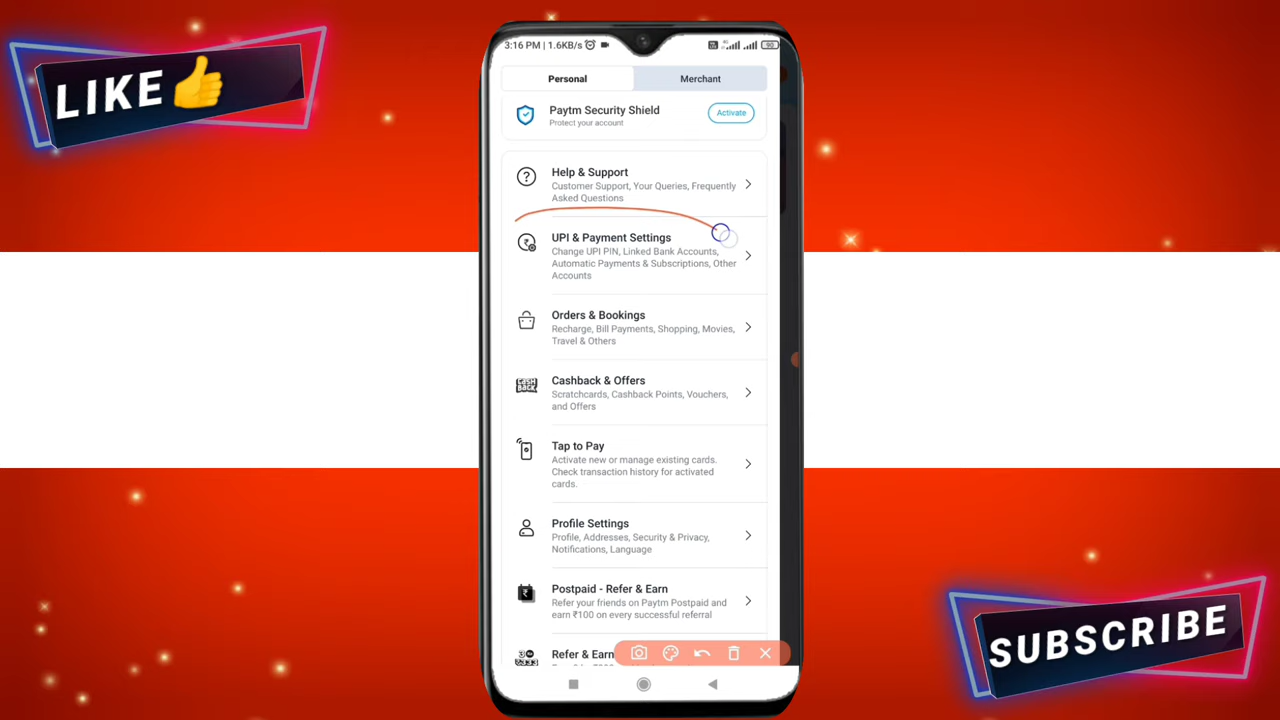 LIKE
3:16 PM | 1.6KB/s
90
Personal
Merchant
Paytm Security Shield
Protect your account
Activate
Help & Support
Customer Support, Your Queries, Frequently
Asked Questions
UPI & Payment Settings
Change UPI PIN, Linked Bank Accounts,
Automatic Payments & Subscriptions, Other
Accounts
Orders & Bookings
Recharge, Bill Payments, Shopping, Movies,
Travel & Others
CASH
BACK
Cashback & Offers
Scratchcards, Cashback Points, Vouchers,
and Offers
Tap to Pay
Activate new or manage existing cards.
Check transaction history for activated
cards.
Profile Settings
Profile, Addresses, Security & Privacy,
Notifications, Language
Postpaid - Refer & Earn
Refer your friends on Paytm Postpaid and
earn ₹100 on every successful referral
Refer & Earn
SUBSCRIBE